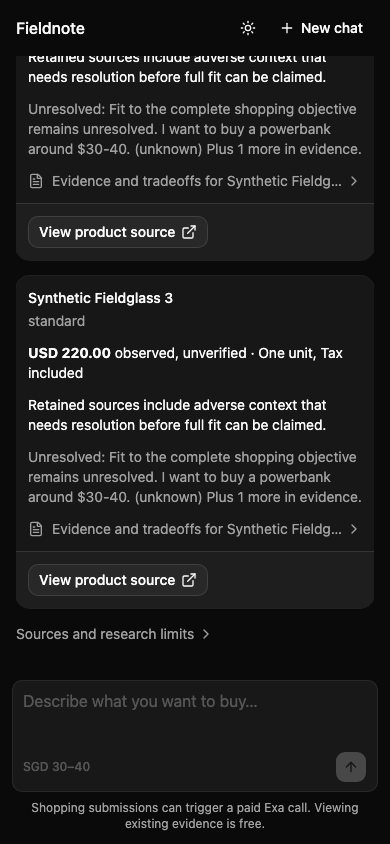 Fieldnote
New chat
Retained sources include adverse context that
needs resolution before full fit can be claimed.
Unresolved: Fit to the complete shopping objective
remains unresolved. I want to buy a powerbank
around $30-40. (unknown) Plus 1 more in evidence.
Evidence and tradeoffs for Synthetic Fieldg...
View product source
Synthetic Fieldglass 3
standard
USD 220.00 observed, unverified · One unit, Tax
included
Retained sources include adverse context that
needs resolution before full fit can be claimed.
Unresolved: Fit to the complete shopping objective
remains unresolved. I want to buy a powerbank
around $30-40. (unknown) Plus 1 more in evidence.
Evidence and tradeoffs for Synthetic Fieldg...
View product source
Sources and research limits
Describe what you want to buy...
SGD 30–40
Shopping submissions can trigger a paid Exa call. Viewing
existing evidence is free.